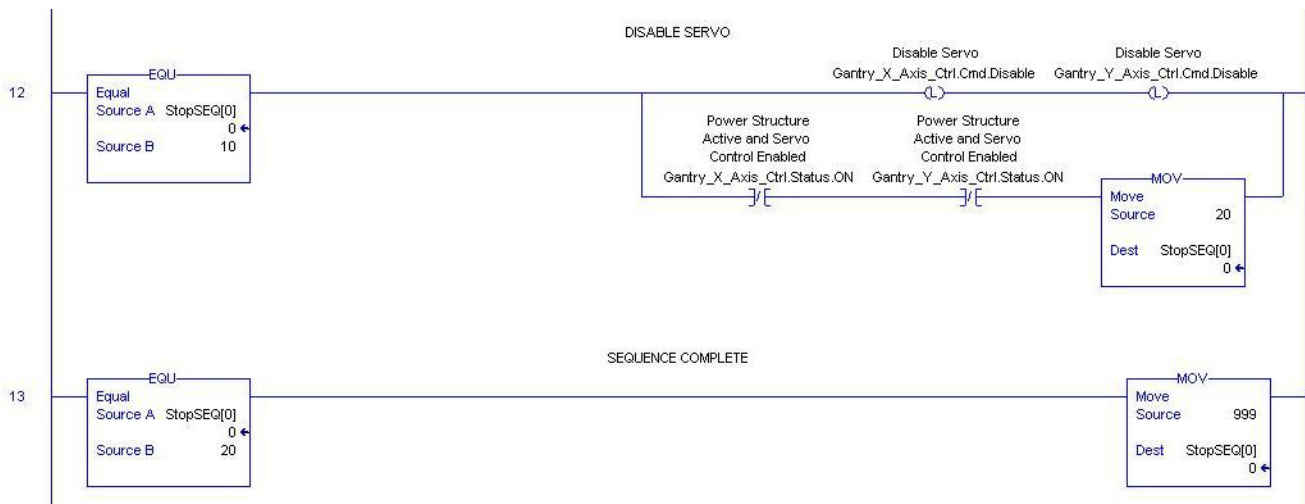 DISABLE SERVO
Disable Servo
Gantry_X_Axis_Ctrl.Cmd.Disable
Disable Servo
Gantry_Y_Axis_Ctrl.Cmd.Disable
12
EQU
Equal
Source A StopSEQ[0]
0
Source B 10
L
L
Power Structure
Active and Servo
Control Enabled
Gantry_X_Axis_Ctrl.Status.ON
Power Structure
Active and Servo
Control Enabled
Gantry_Y_Axis_Ctrl.Status.ON
MOV
Move
Source 20
Dest StopSEQ[0]
0
SEQUENCE COMPLETE
13
EQU
Equal
Source A StopSEQ[0]
0
Source B 20
MOV
Move
Source 999
Dest StopSEQ[0]
0